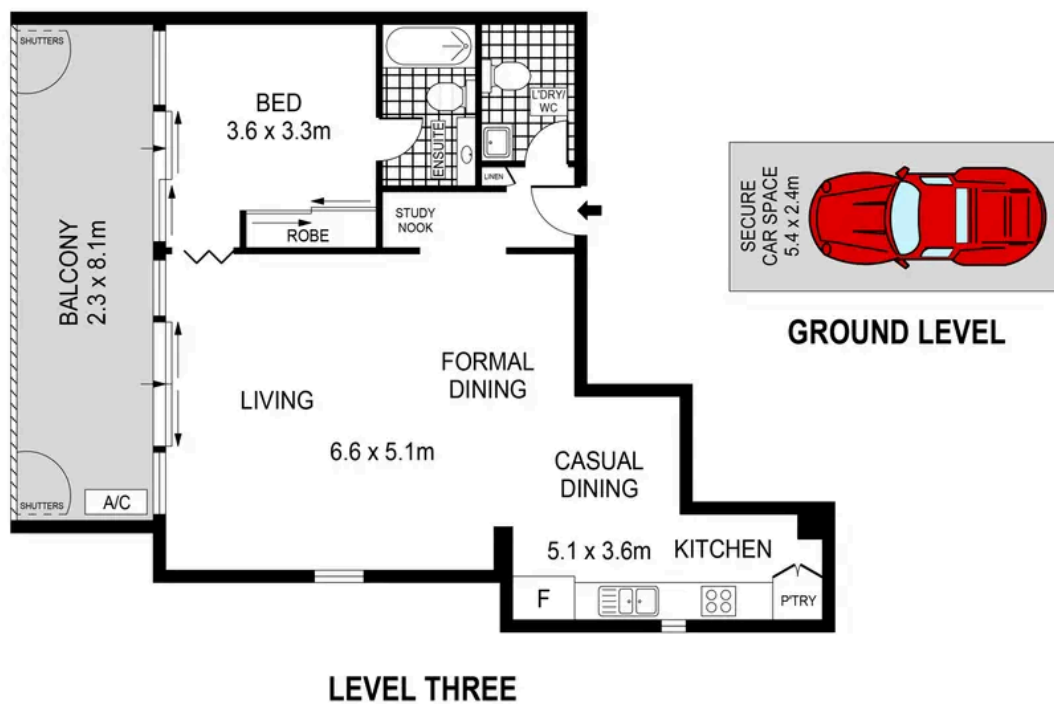 SHUTTERS
BED
3.6 x 3.3m
L'DRY/
WC
ENSUITE
LINEN
STUDY
NOOK
ROBE
BALCONY
2.3 x 8.1m
SECURE
CAR SPACE
5.4 x 2.4m
GROUND LEVEL
FORMAL
DINING
LIVING
6.6 x 5.1m
CASUAL
DINING
SHUTTERS
A/C
5.1 x 3.6m
KITCHEN
F
P'TRY
LEVEL THREE